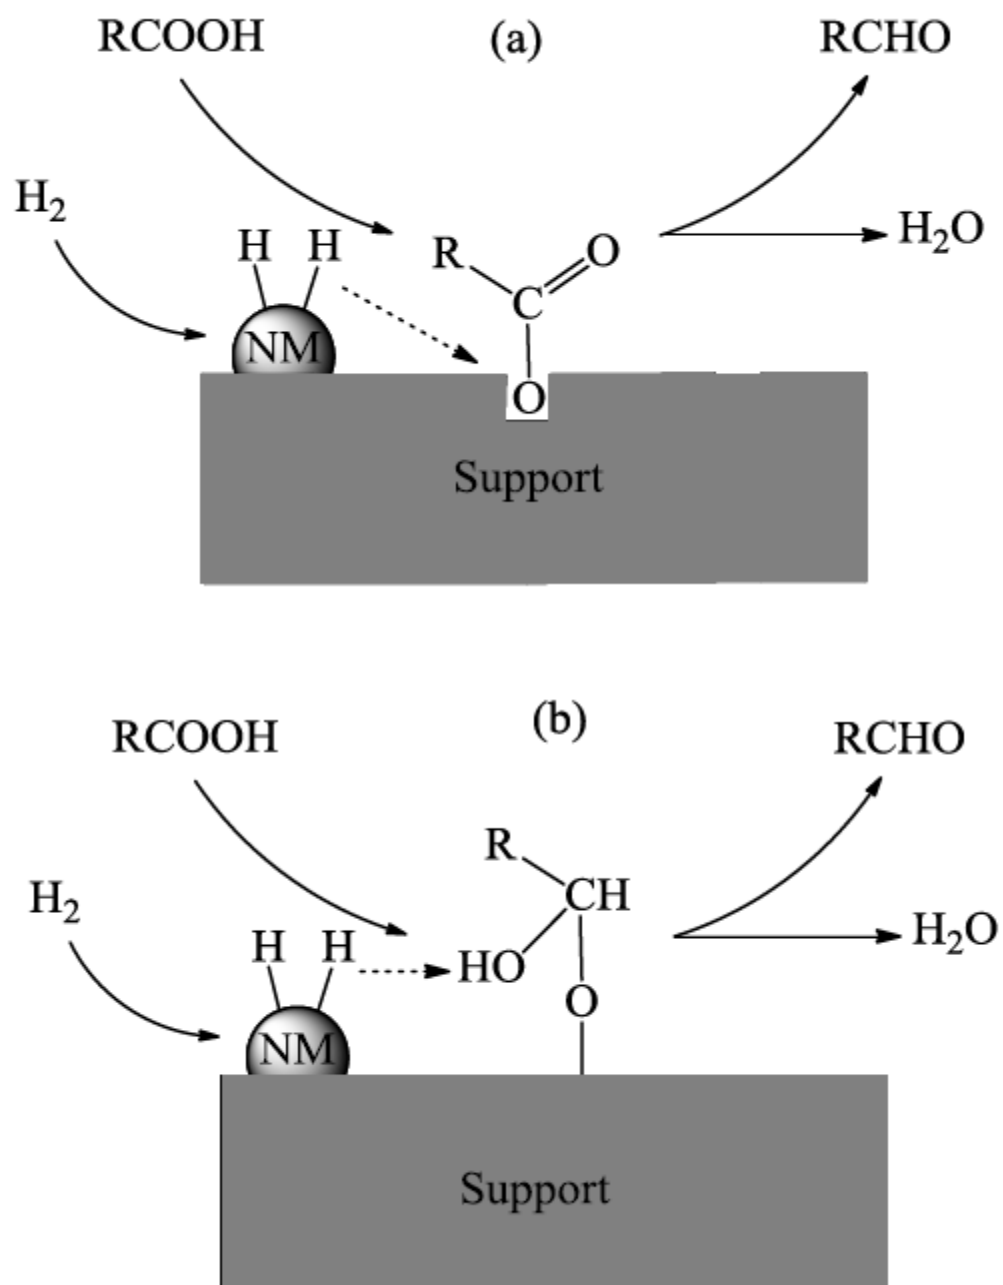 RCOOH (a) RCHO
H₂ H H R C O H₂O
NM
O
Support
RCOOH (b) RCHO
R
H₂ CH
H H HO H₂O
O
NM
Support